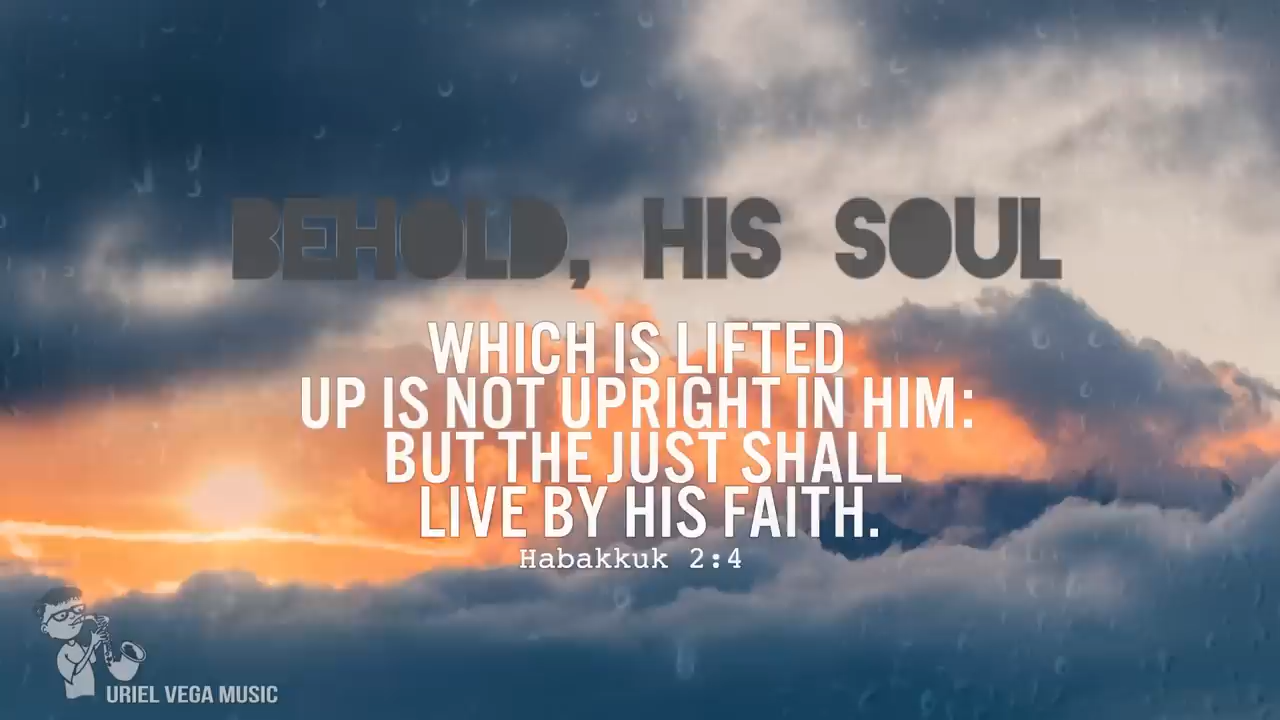 BEHOLD, HIS SOUL
WHICH IS LIFTED
UP IS NOT UPRIGHT IN HIM:
BUT THE JUST SHALL
LIVE BY HIS FAITH.
Habakkuk 2:4
URIEL VEGA MUSIC